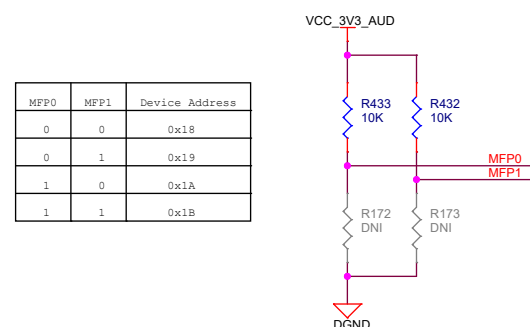 VCC_3V3_AUD
MFP0 MFP1 Device Address
0 0 0x18
0 1 0x19
1 0 0x1A
1 1 0x1B
R433
10K
R432
10K
MFP0
MFP1
R172
DNI
R173
DNI
DGND